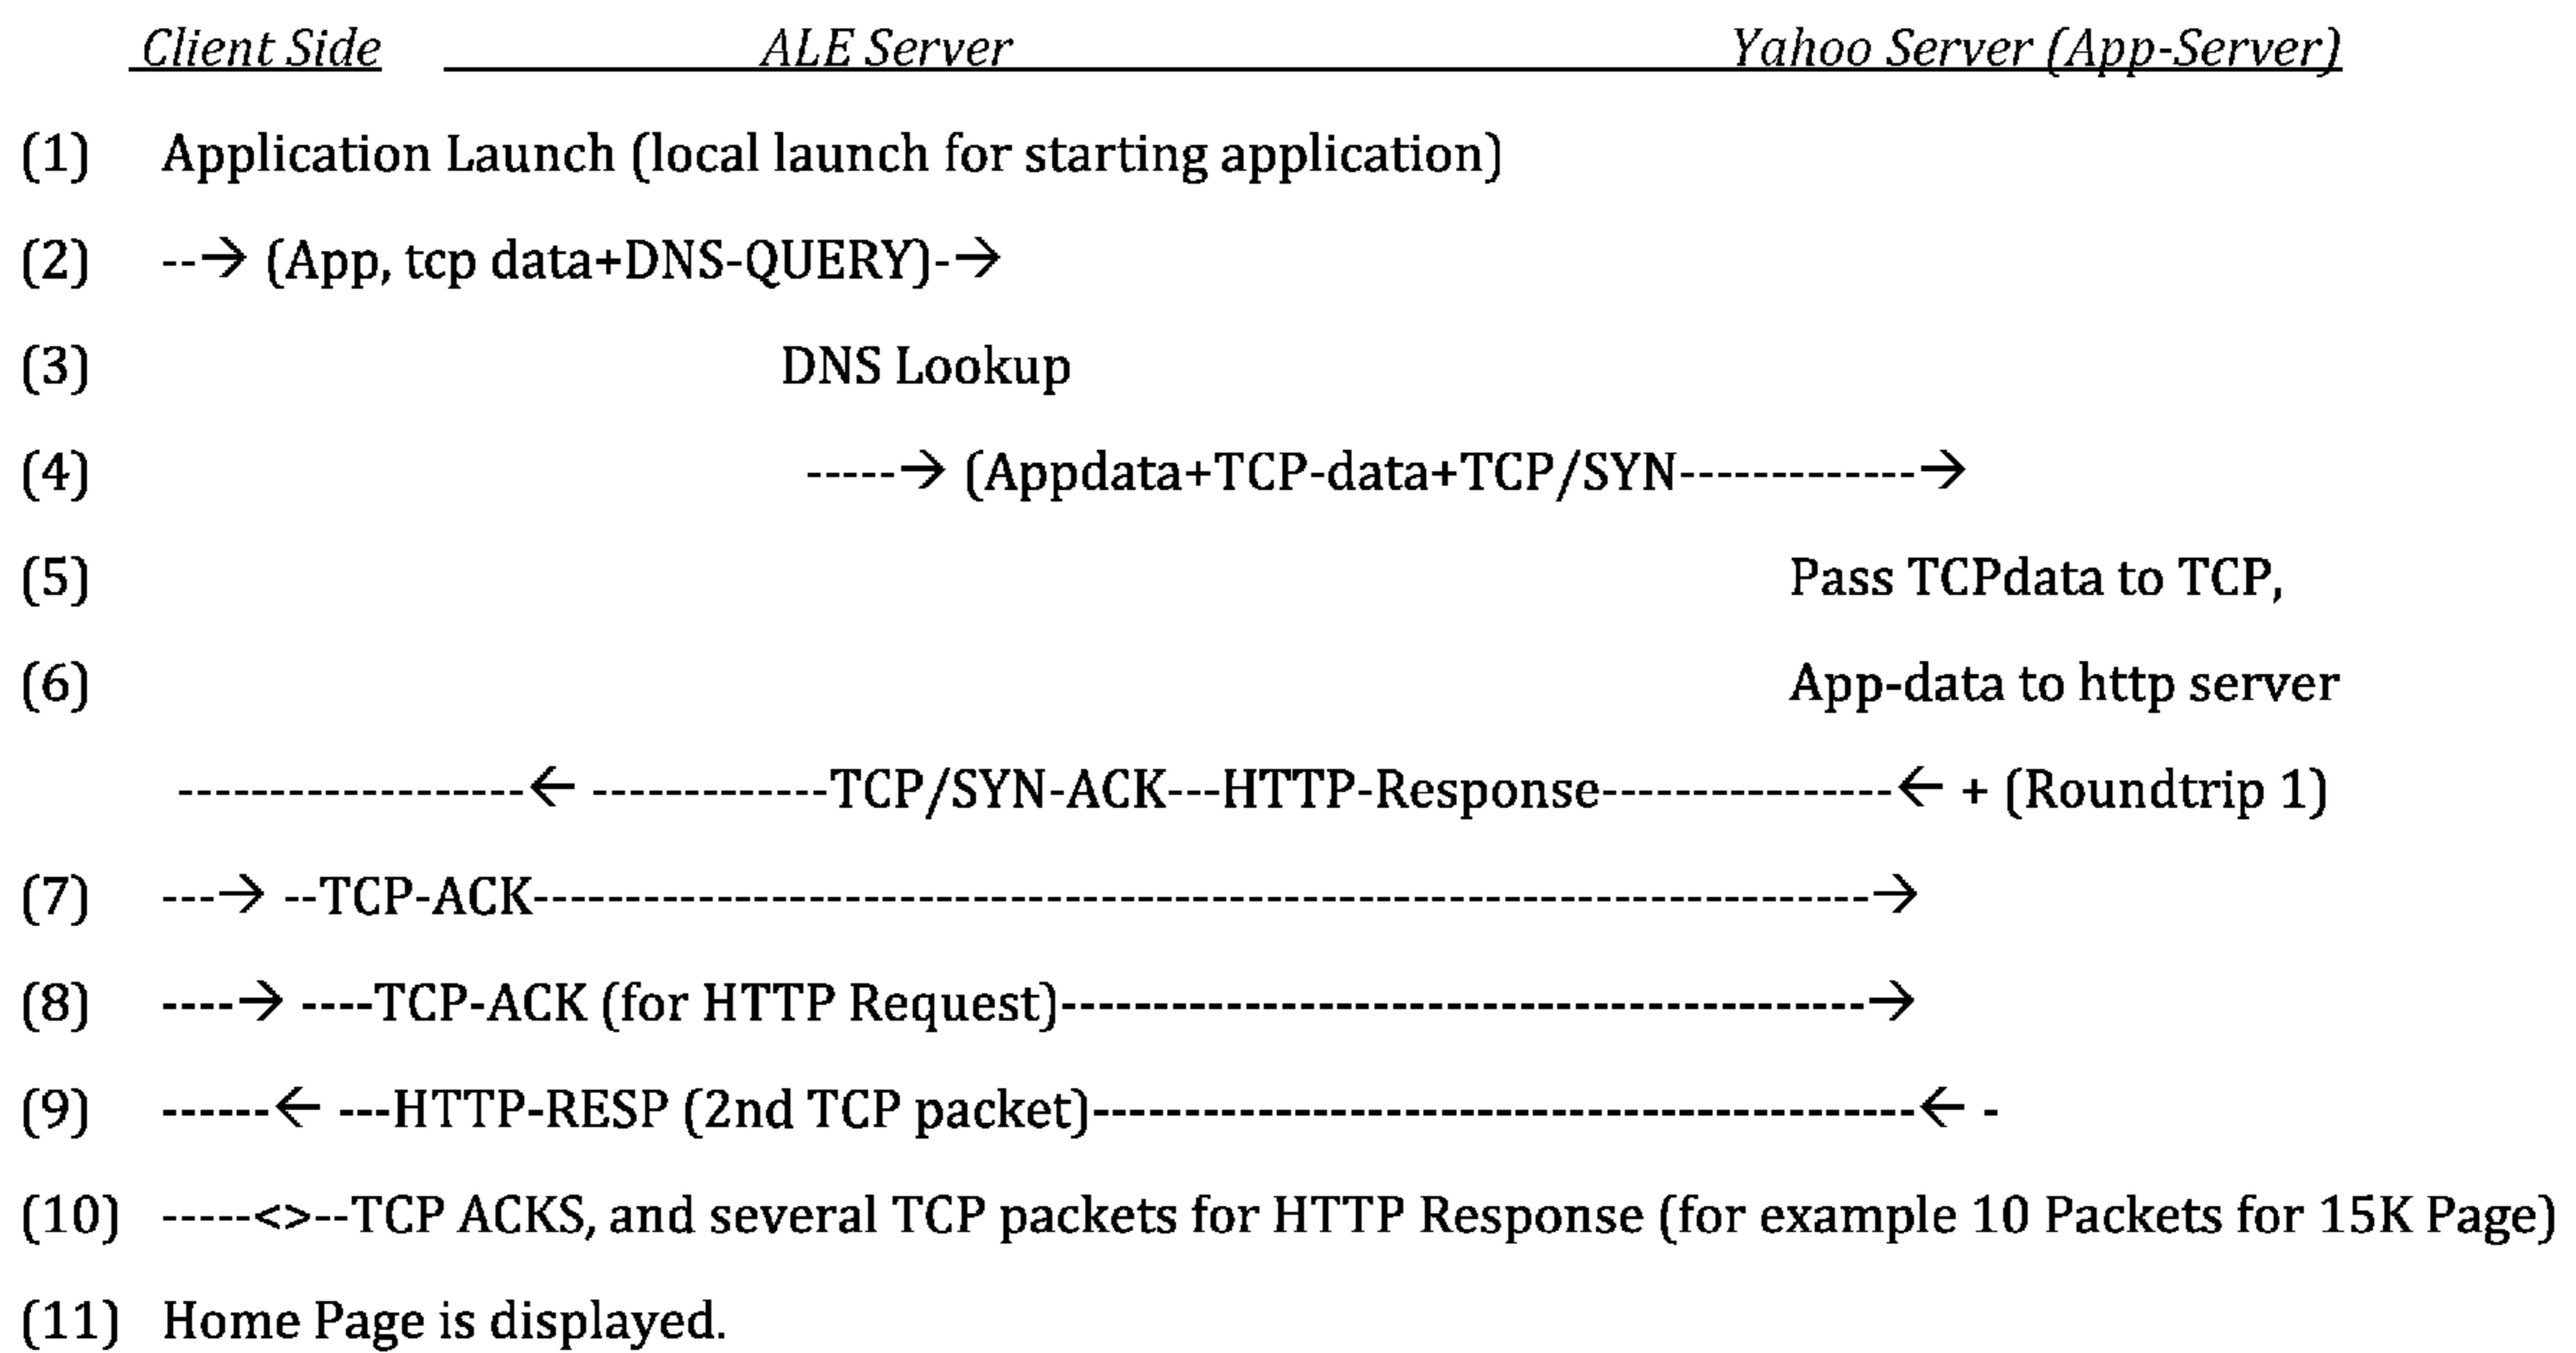 Client Side ALE Server Yahoo Server (App-Server)
(1) Application Launch (local launch for starting application)
(2) --→ (App, tcp data+DNS-QUERY)-→
(3) DNS Lookup
(4) -----→ (Appdata+TCP-data+TCP/SYN-------------→
(5) Pass TCPdata to TCP,
(6) App-data to http server
-------------------← -------------TCP/SYN-ACK---HTTP-Response----------------← + (Roundtrip 1)
(7) ---→ --TCP-ACK--------------------------------------------------------------------------→
(8) ----→ ----TCP-ACK (for HTTP Request)--------------------------------------------→
(9) ------← ---HTTP-RESP (2nd TCP packet)---------------------------------------------← -
(10) -----<>--TCP ACKS, and several TCP packets for HTTP Response (for example 10 Packets for 15K Page)
(11) Home Page is displayed.